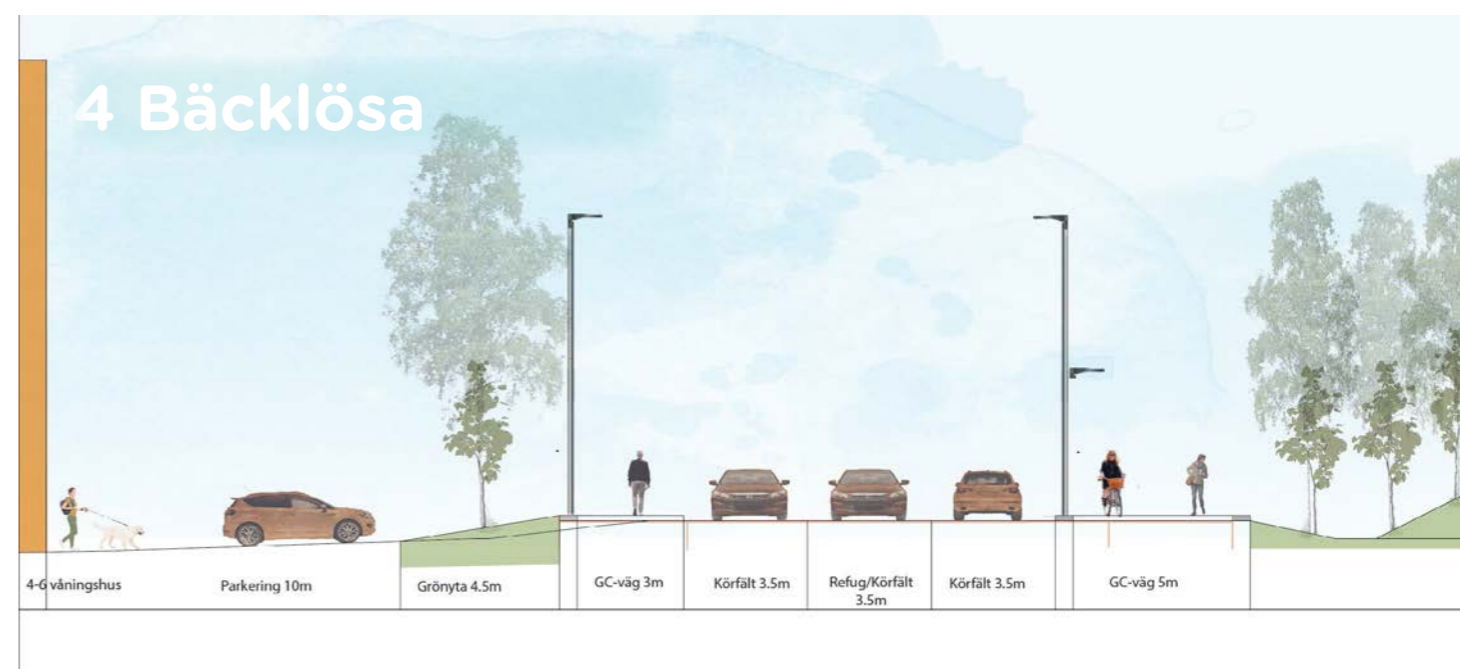 4 Bäcklösa
4-6 våningshus
Parkering 10m
Grönyta 4.5m
GC-väg 3m
Körfält 3.5m
Refug/Körfält
3.5m
Körfält 3.5m
GC-väg 5m